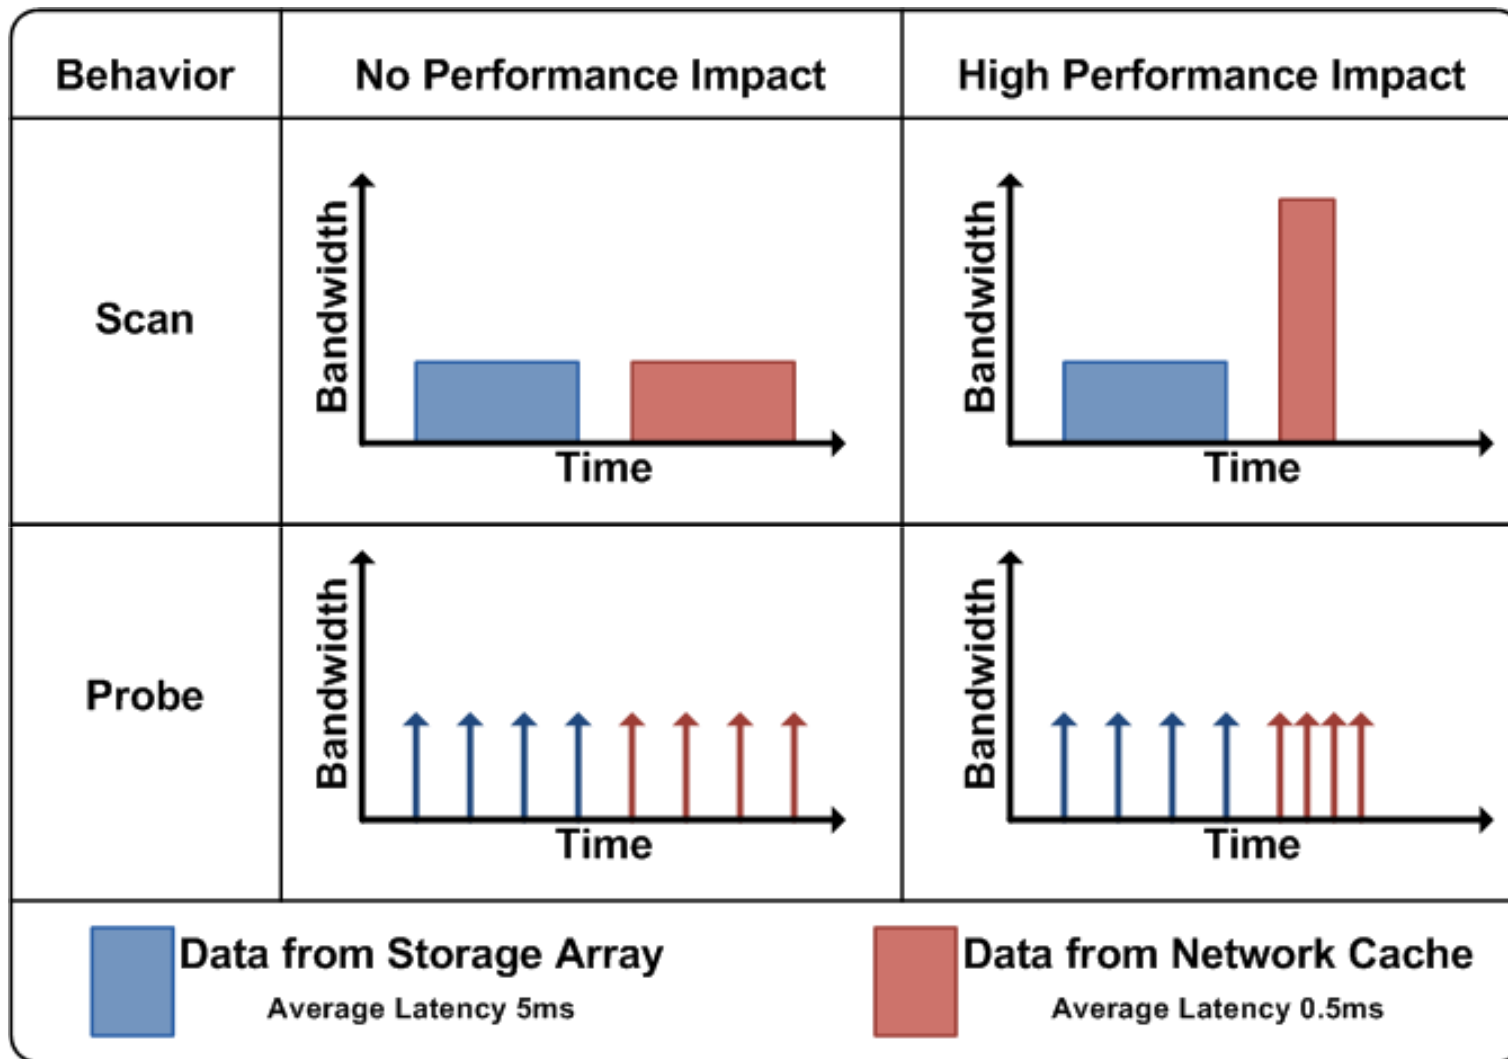 Behavior
No Performance Impact
High Performance Impact
Scan
Bandwidth
Time
Bandwidth
Time
Probe
Bandwidth
Time
Bandwidth
Time
Data from Storage Array
Average Latency 5ms
Data from Network Cache
Average Latency 0.5ms